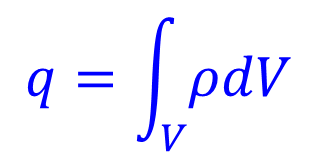 q = ∫_V ρdV